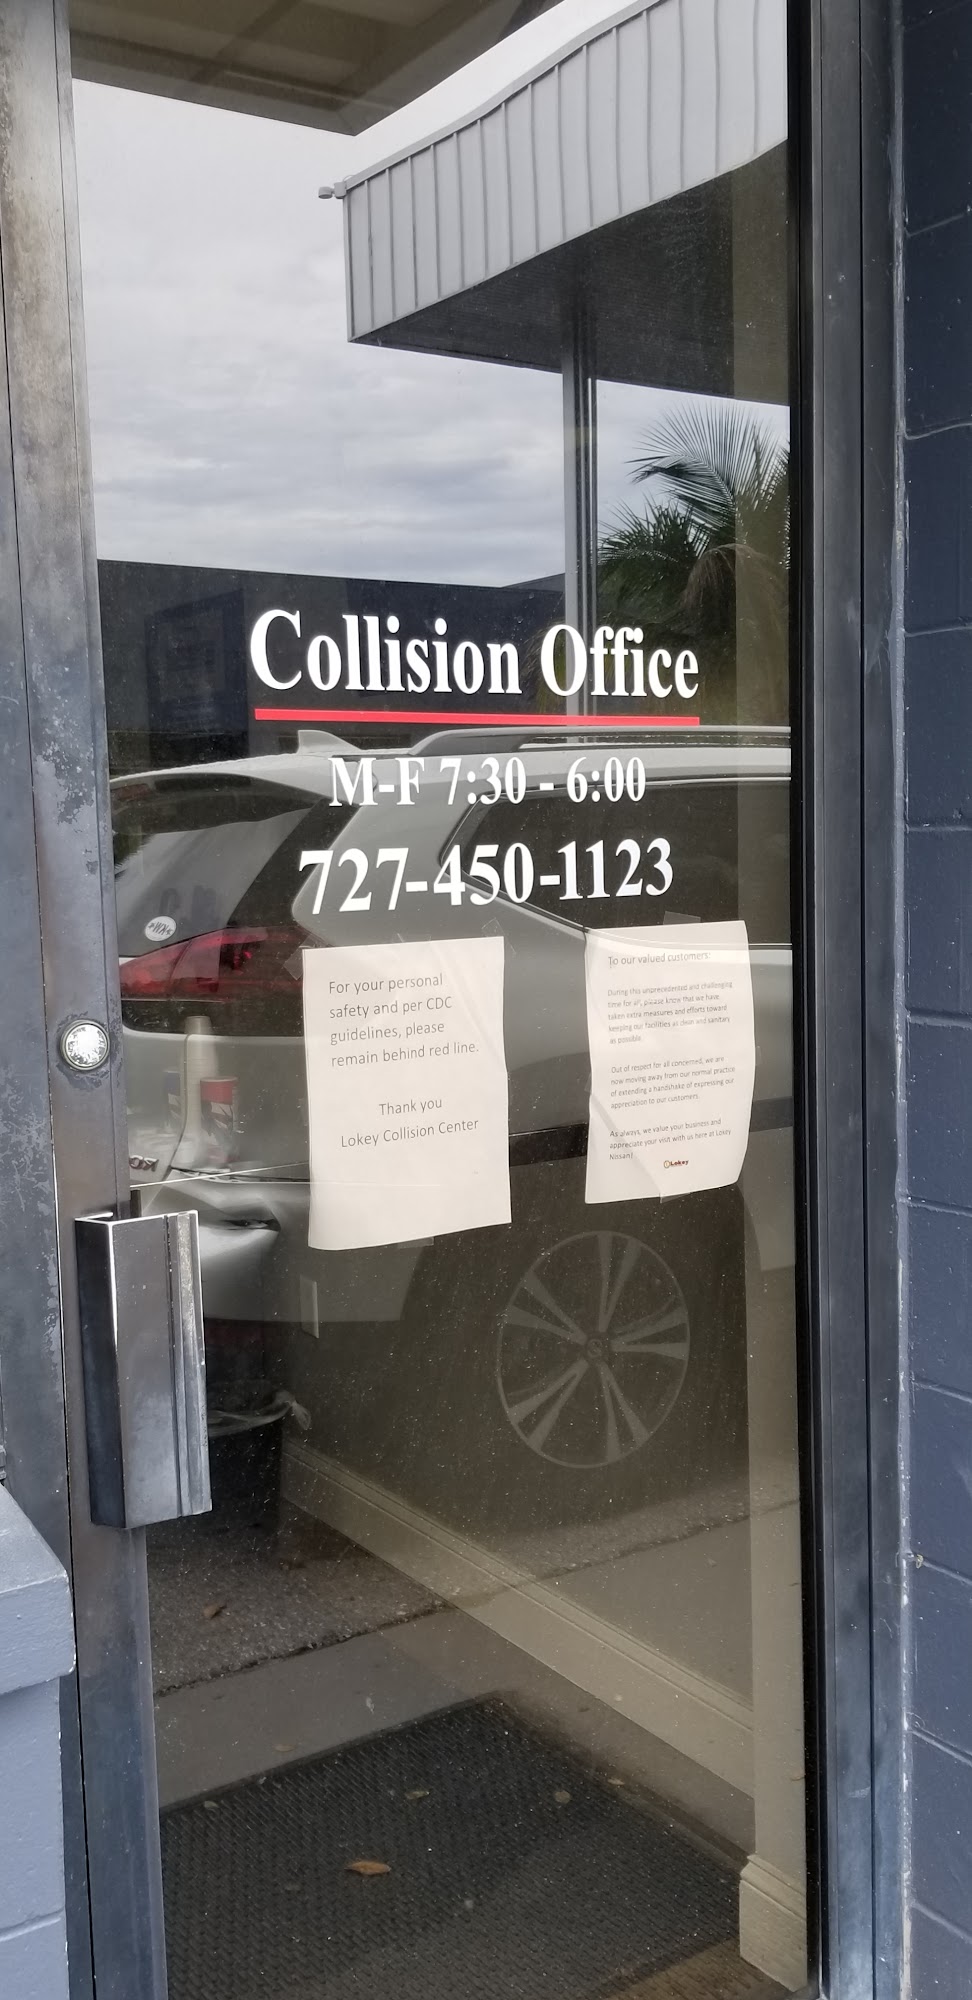 Collision Office
M-F 7:30 - 6:00
727-450-1123
For your personal
safety and per CDC
guidelines, please
remain behind red line.
Thank you
Lokey Collision Center
To our valued customers:
During this unprecedented and challenging
time for all, please know that we have
taken extra measures and efforts toward
keeping our facilities as clean and sanitary
as possible.
Out of respect for all concerned, we are
now moving away from our normal practice
of extending a handshake of expressing our
appreciation to our customers.
As always, we value your business and
appreciate your visit with us here at Lokey
Nissan!
Lokey